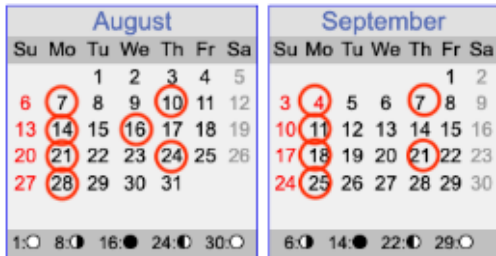 August
Su Mo Tu We Th Fr Sa
1 2 3 4 5
6 7 8 9 10 11 12
13 14 15 16 17 18 19
20 21 22 23 24 25 26
27 28 29 30 31
1: 8: 16: 24: 30:
September
Su Mo Tu We Th Fr Sa
1 2
3 4 5 6 7 8 9
10 11 12 13 14 15 16
17 18 19 20 21 22 23
24 25 26 27 28 29 30
6: 14: 22: 29: